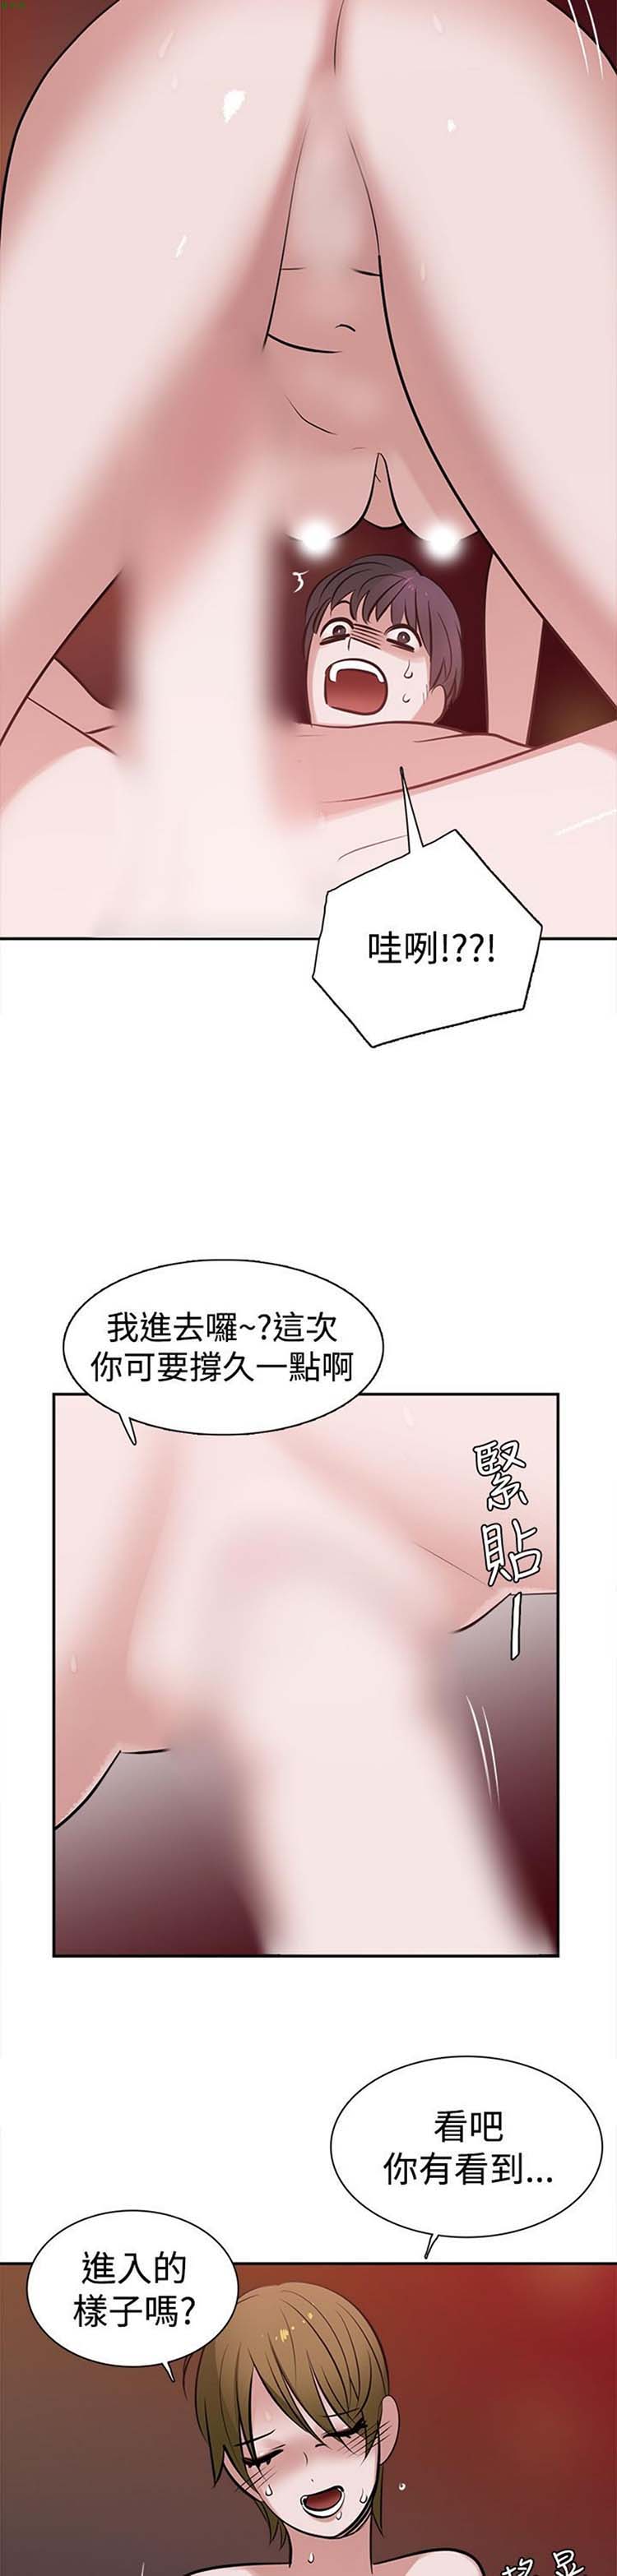 哇咧!??!
我進去囉~?這次
你可要撐久一點啊
緊貼—
看吧
你有看到...
進入的
樣子嗎?